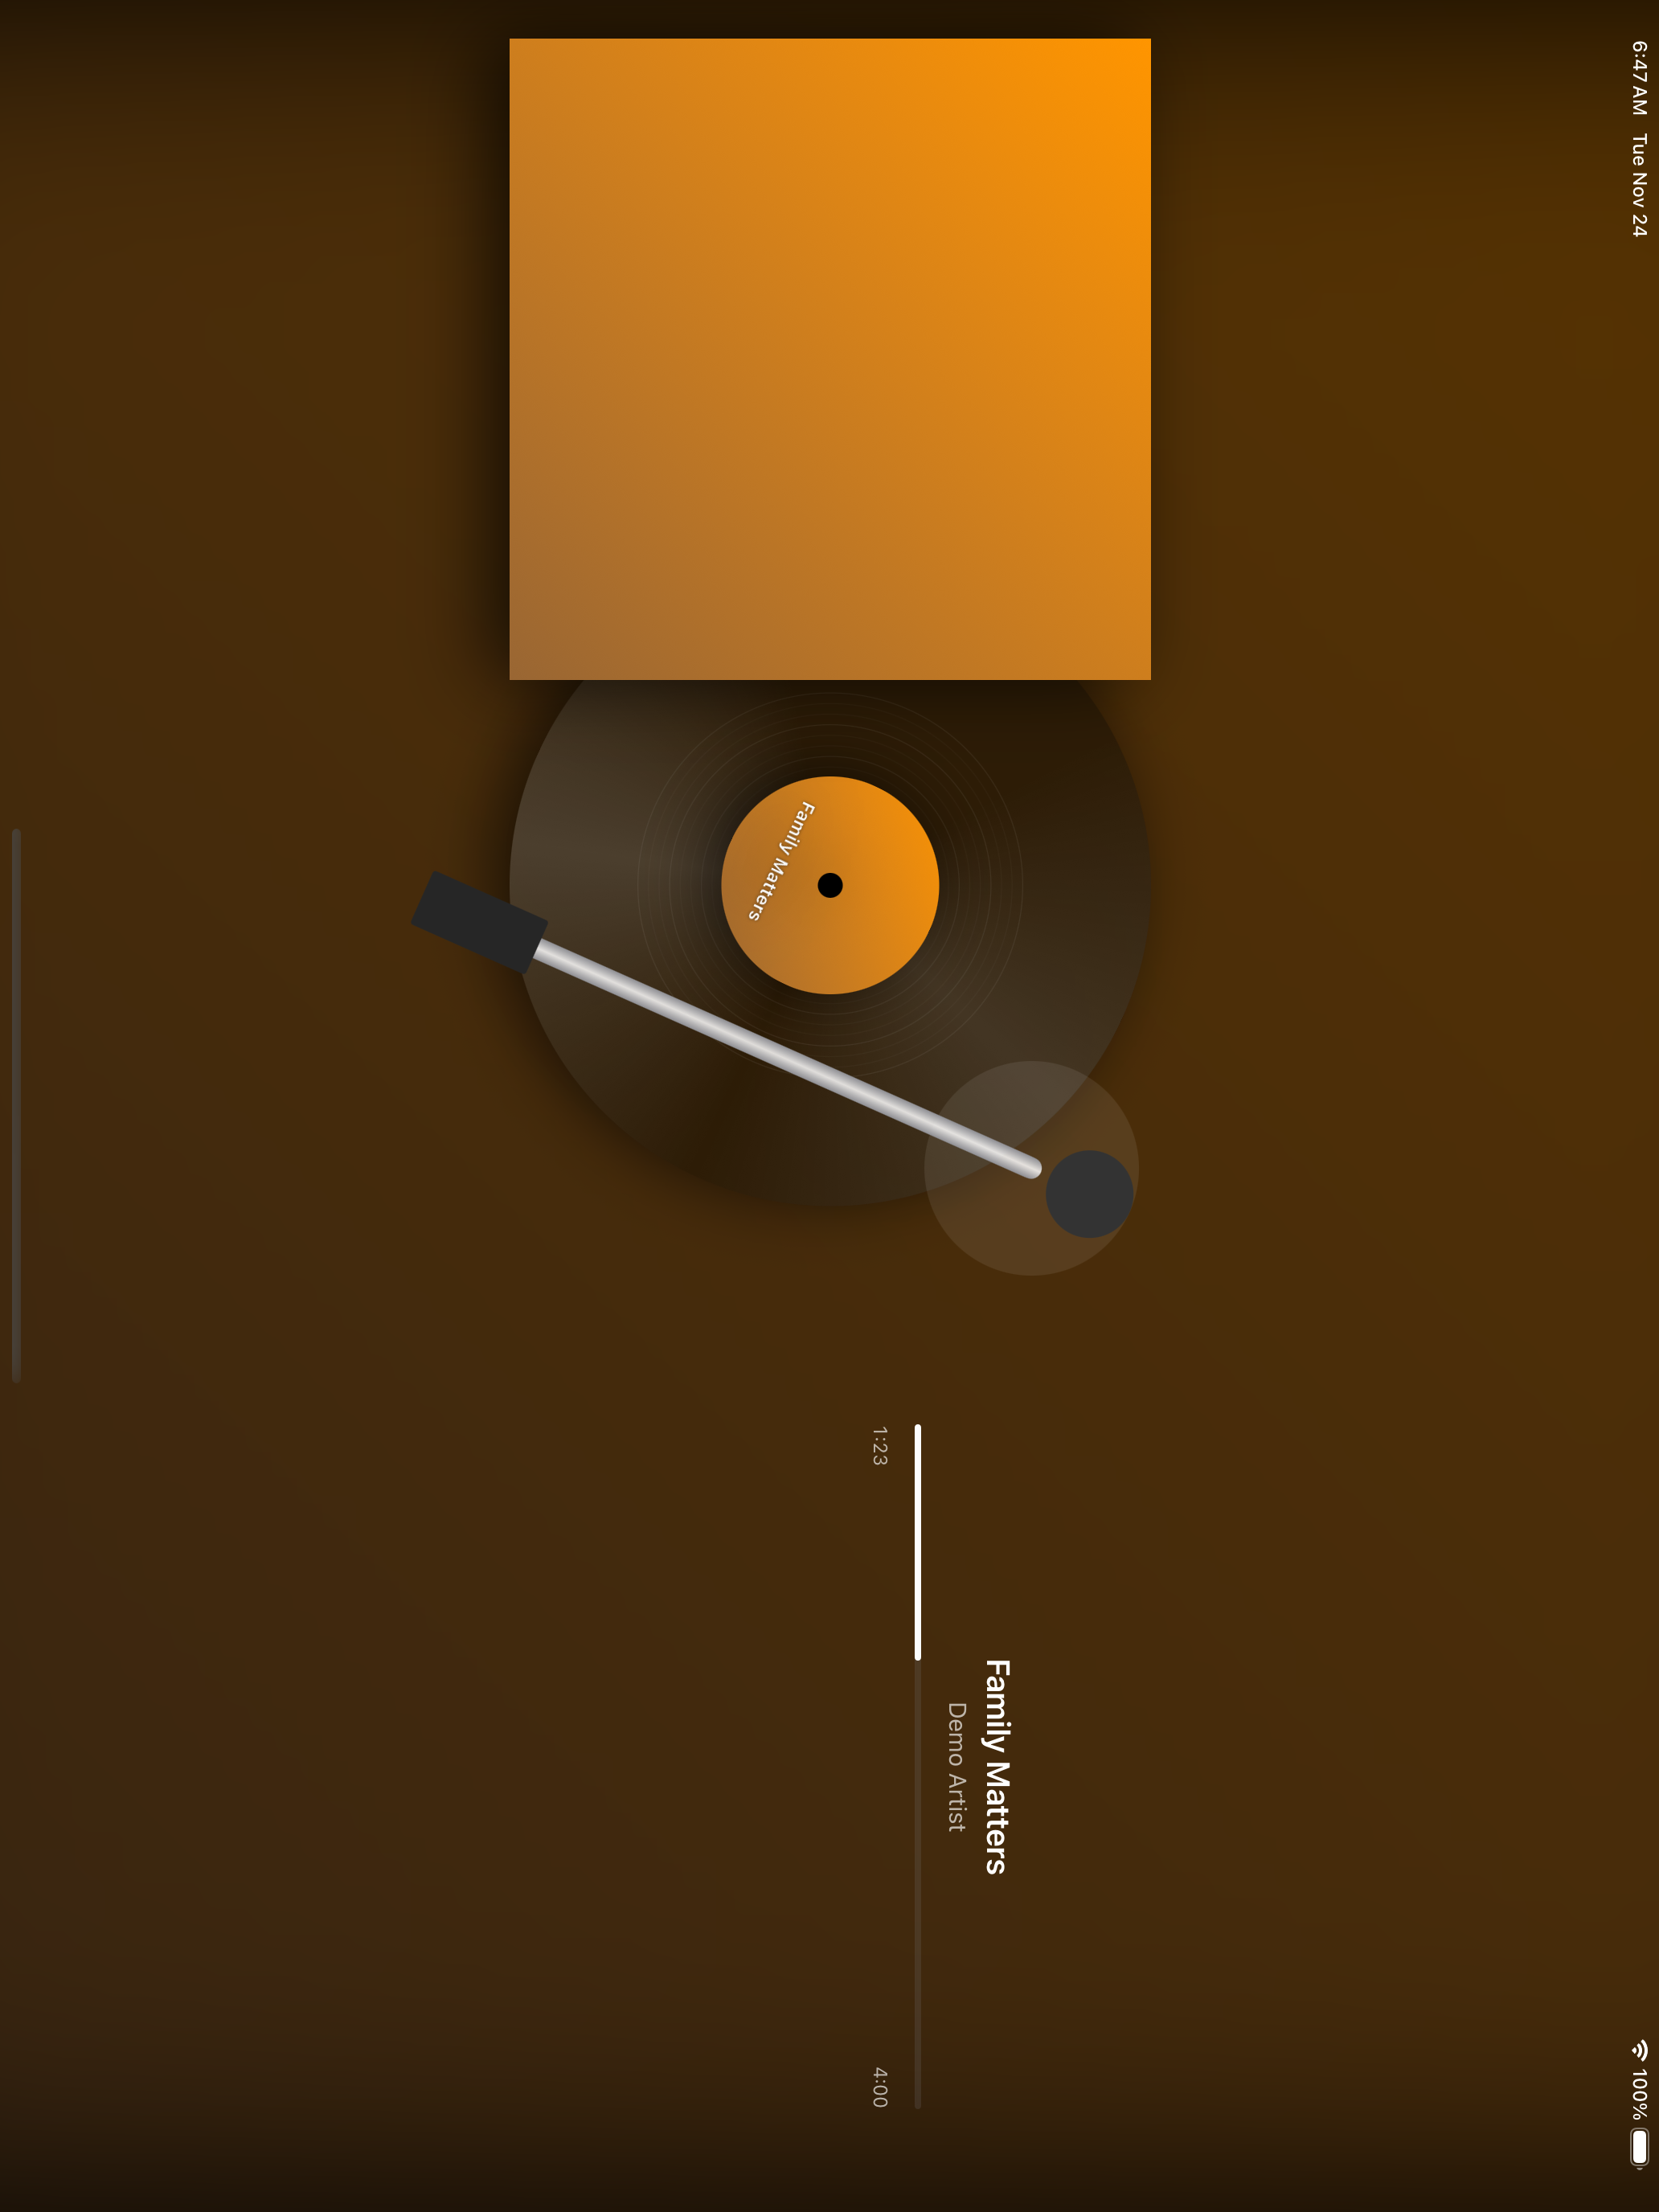 6:47 AM Tue Nov 24
100%
Family Matters
Family Matters
Demo Artist
1:23
4:00